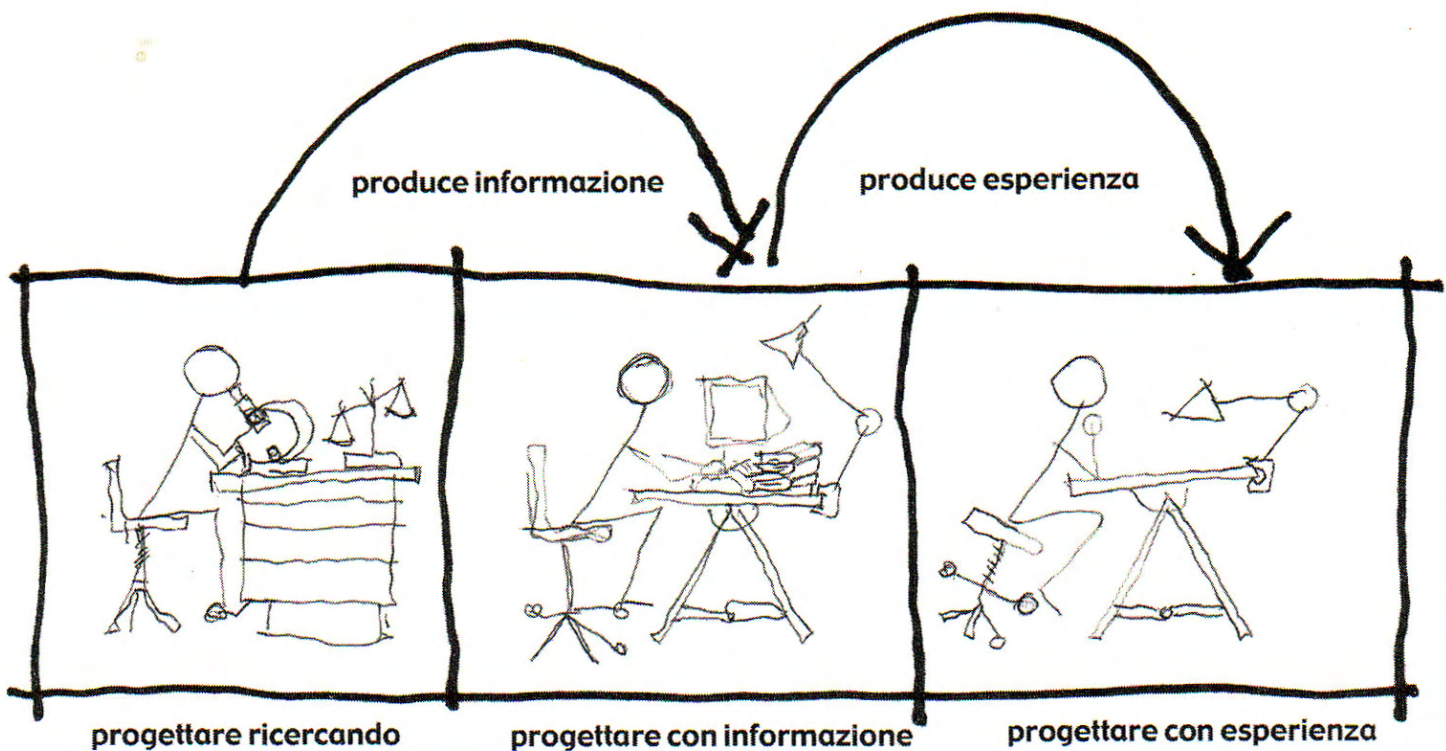 produce informazione
produce esperienza
progettare ricercando
progettare con informazione
progettare con esperienza